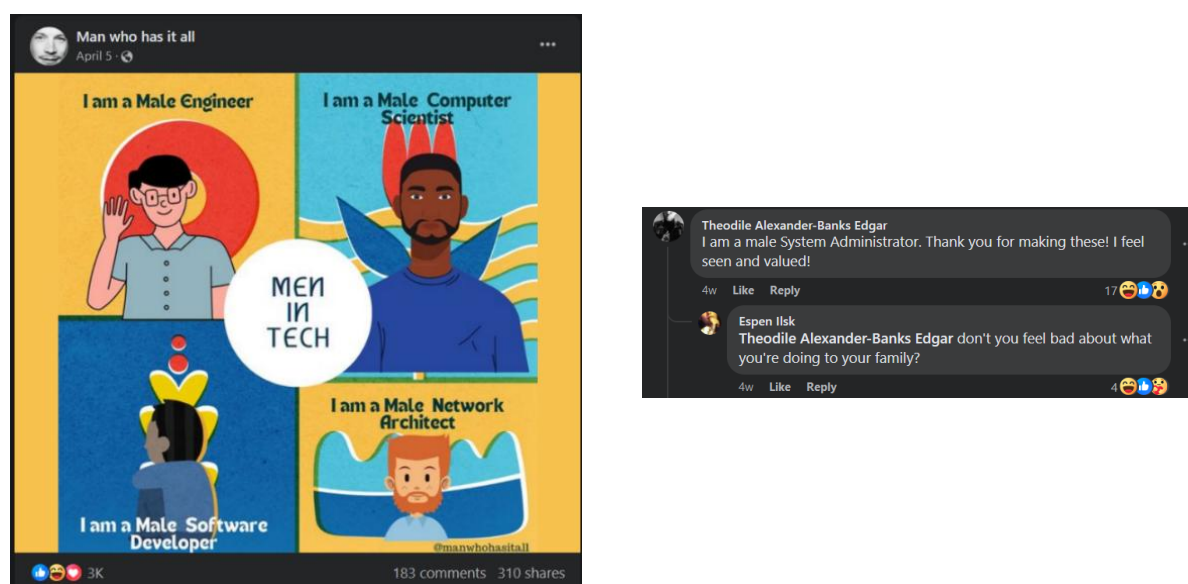 Man who has it all
April 5 ·
I am a Male Engineer
I am a Male Computer
Scientist
MEN
IN
TECH
I am a Male Network
Architect
I am a Male Software
Developer
@manwhohasitall
3K
183 comments 310 shares
Theodile Alexander-Banks Edgar
I am a male System Administrator. Thank you for making these! I feel
seen and valued!
4w Like Reply 17
Espen Ilsk
Theodile Alexander-Banks Edgar don't you feel bad about what
you're doing to your family?
4w Like Reply 4